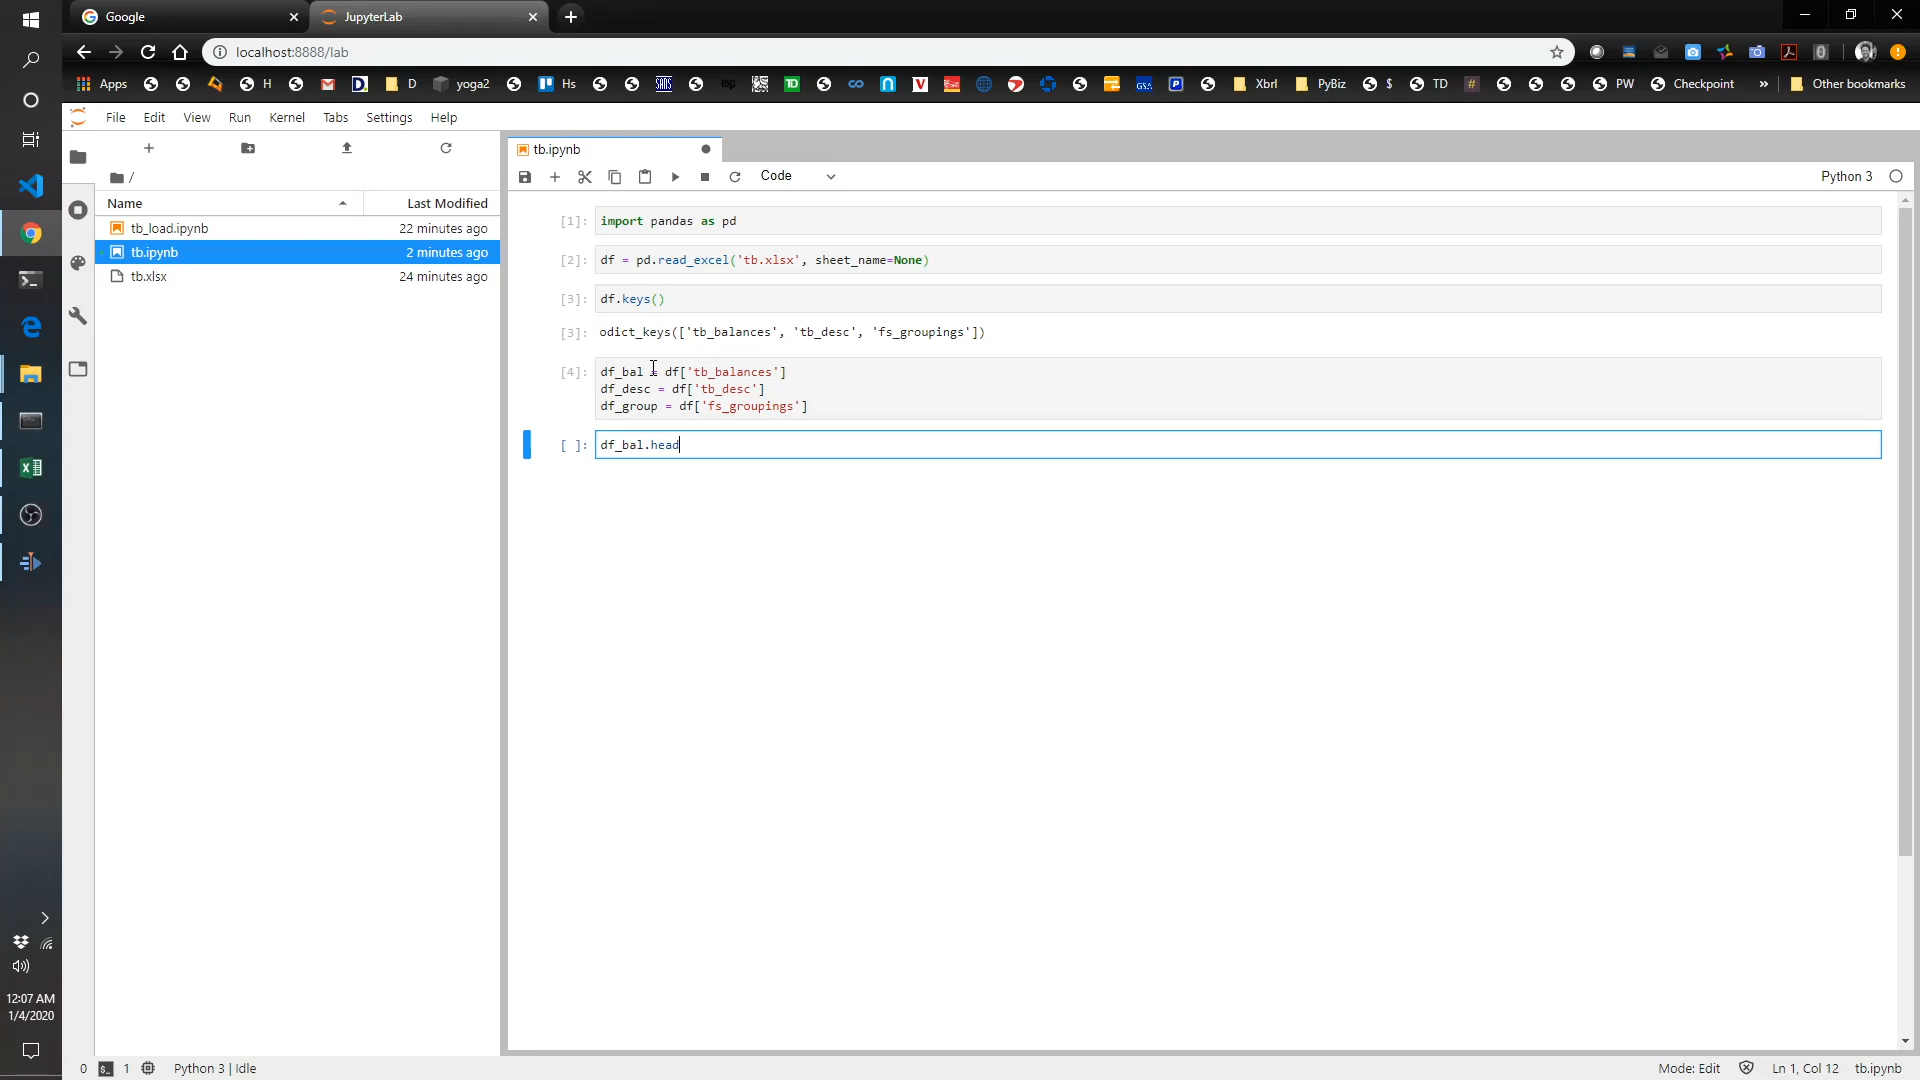 Google
JupyterLab
localhost:8888/lab
Apps H D yoga2 Hs Xbrl PyBiz $ TD # PW Checkpoint » Other bookmarks
File Edit View Run Kernel Tabs Settings Help
/
Name Last Modified
tb_load.ipynb 22 minutes ago
tb.ipynb 2 minutes ago
tb.xlsx 24 minutes ago
tb.ipynb
Code Python 3
[1]: import pandas as pd
[2]: df = pd.read_excel('tb.xlsx', sheet_name=None)
[3]: df.keys()
[3]: odict_keys(['tb_balances', 'tb_desc', 'fs_groupings'])
[4]: df_bal = df['tb_balances']
df_desc = df['tb_desc']
df_group = df['fs_groupings']
[ ]: df_bal.head
12:07 AM
1/4/2020
0 1 Python 3 | Idle Mode: Edit Ln 1, Col 12 tb.ipynb